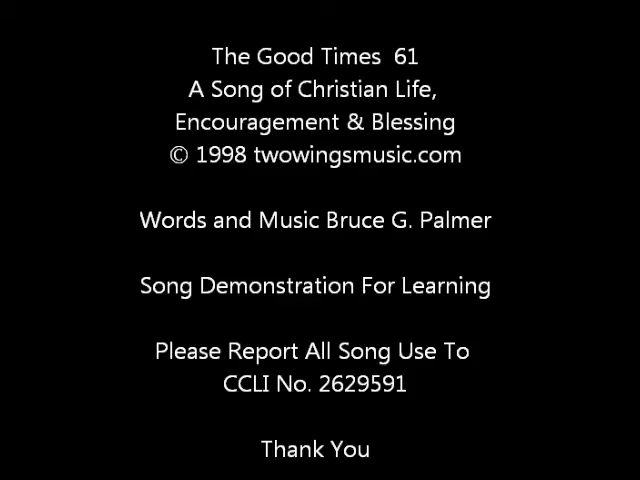 The Good Times  61
A Song of Christian Life,
Encouragement & Blessing
© 1998 twowingsmusic.com
Words and Music Bruce G. Palmer
Song Demonstration For Learning
Please Report All Song Use To
CCLI No. 2629591
Thank You